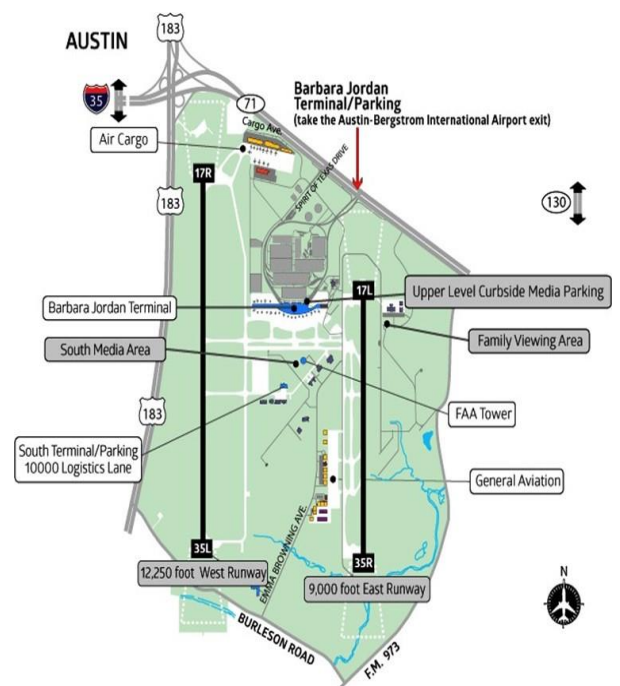 183
AUSTIN
35
71
Barbara Jordan
Terminal/Parking
(take the Austin-Bergstrom International Airport exit)
Cargo Ave.
Air Cargo
SPIRIT OF TEXAS DRIVE
17R
183
130
17L
Upper Level Curbside Media Parking
Barbara Jordan Terminal
Family Viewing Area
South Media Area
183
FAA Tower
South Terminal/Parking
10000 Logistics Lane
General Aviation
EMMA BROWNING AVE.
35L
35R
12,250 foot West Runway
9,000 foot East Runway
N
BURLESON ROAD
F.M. 973